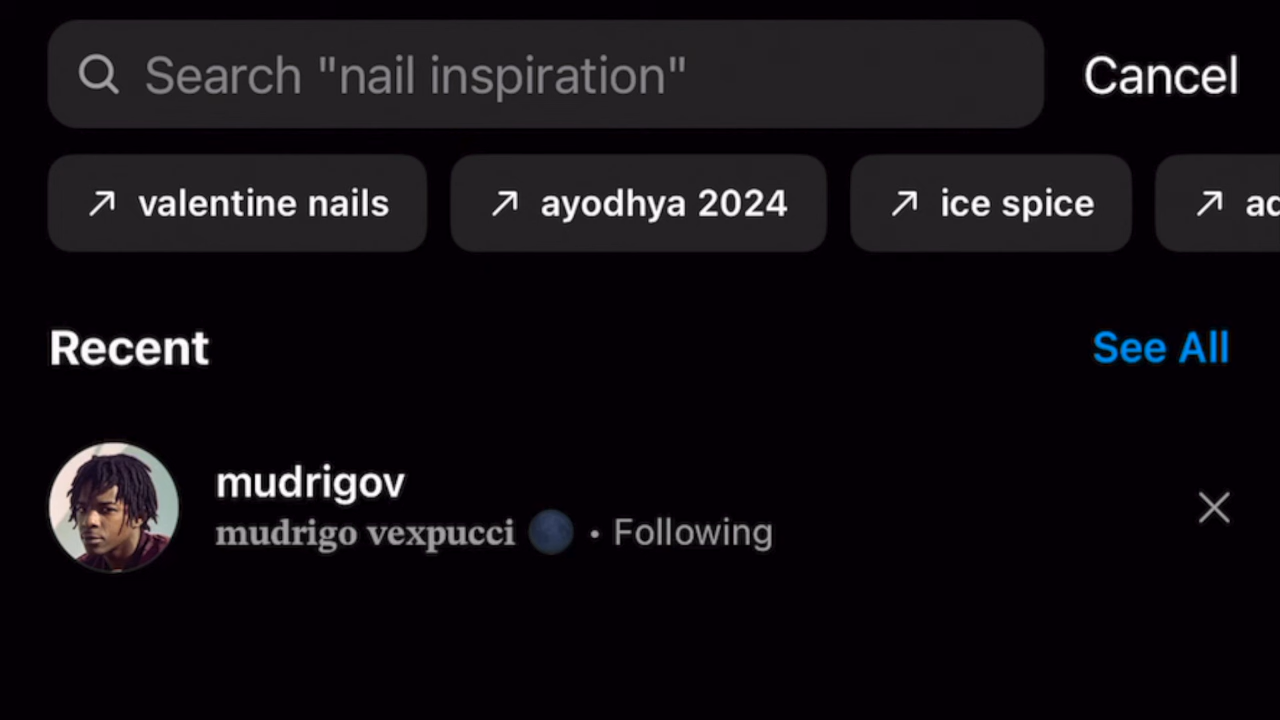 Search "nail inspiration" Cancel
valentine nails ayodhya 2024 ice spice
Recent See All
mudrigov
mudrigo vexpucci 🌑 • Following